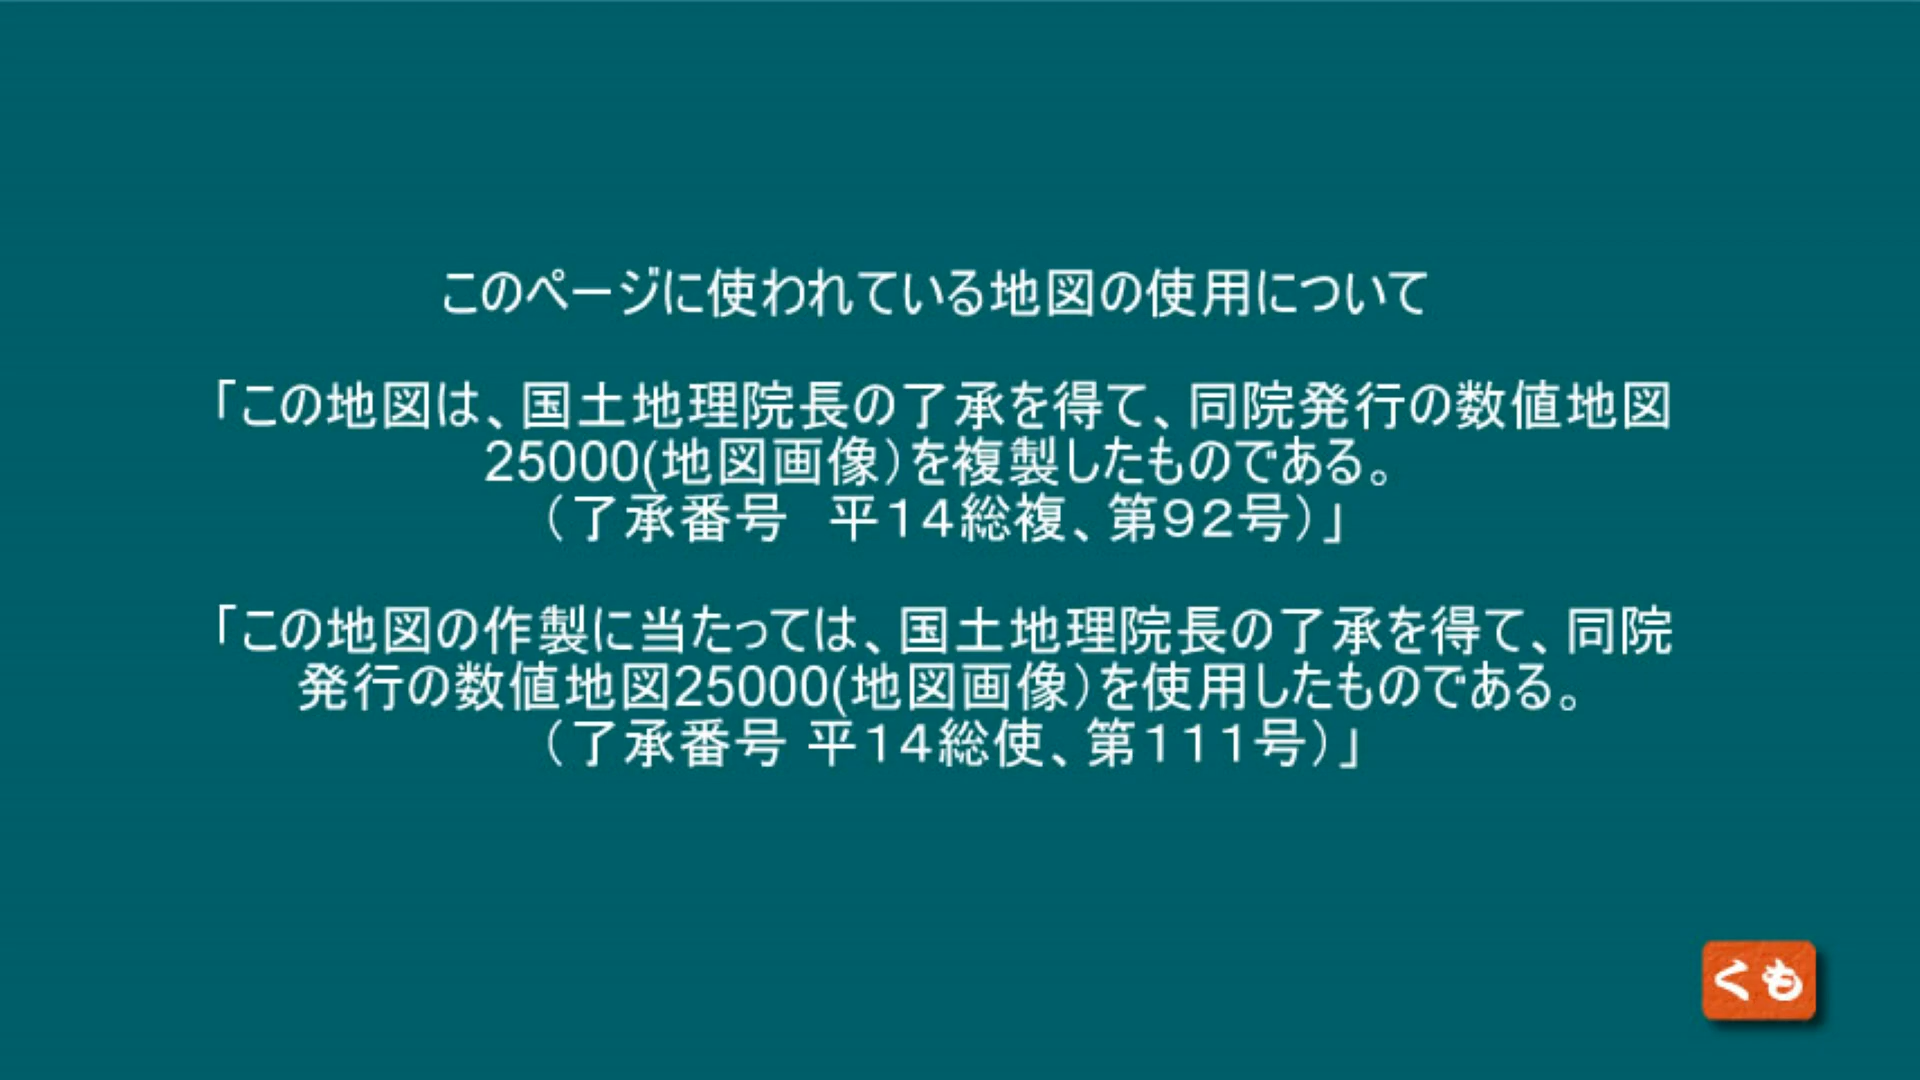 このページに使われている地図の使用について
「この地図は、国土地理院長の了承を得て、同院発行の数値地図
25000(地図画像）を複製したものである。
（了承番号　平１４総複、第９２号）」
「この地図の作製に当たっては、国土地理院長の了承を得て、同院
発行の数値地図25000(地図画像）を使用したものである。
（了承番号 平１４総使、第１１１号）」
くも